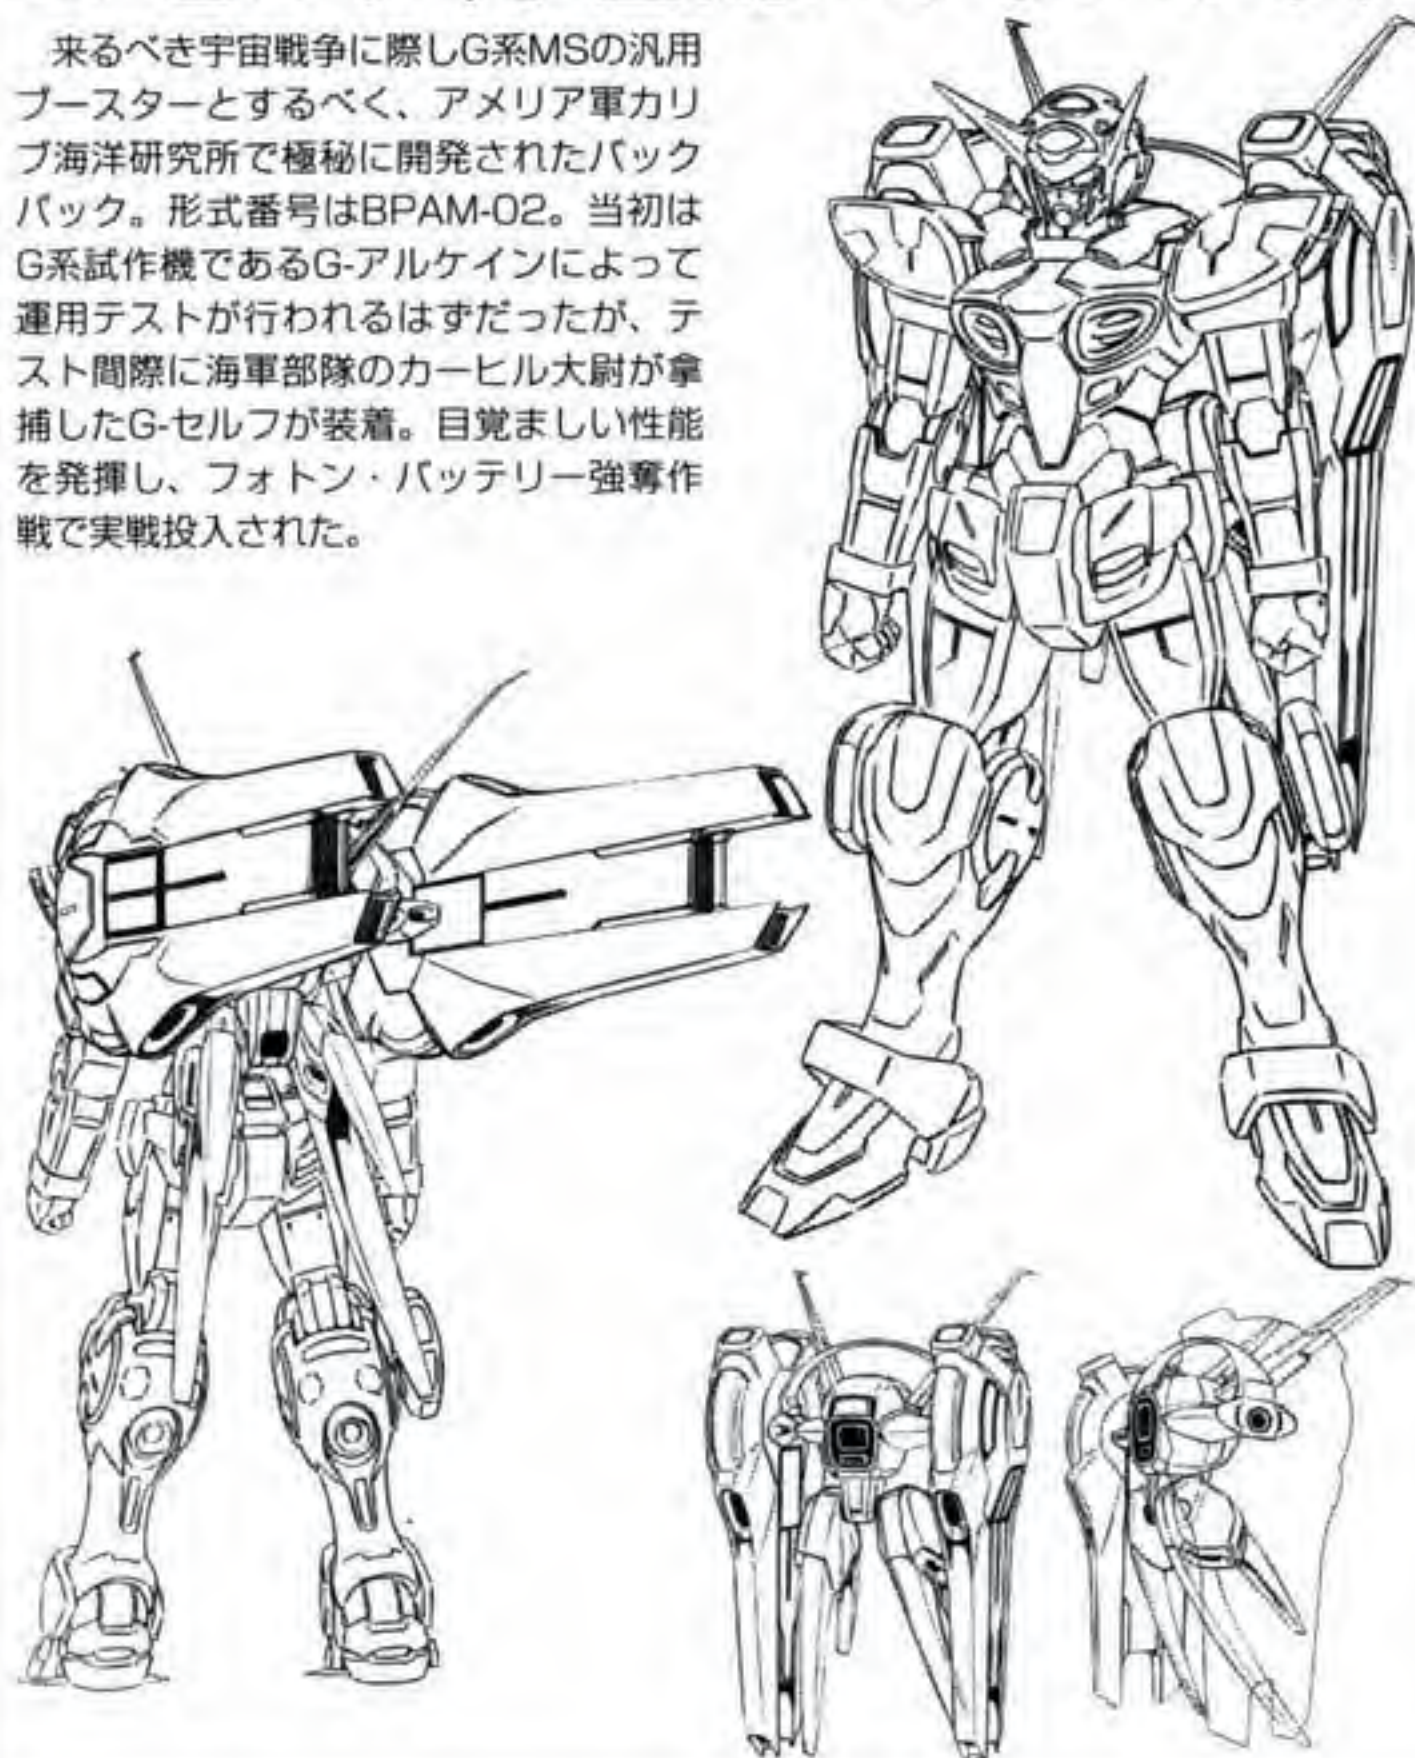 来るべき宇宙戦争に際しG系MSの汎用
ブースターとするべく、アメリア軍カリ
ブ海洋研究所で極秘に開発されたバック
パック。形式番号はBPAM-02。当初は
G系試作機であるG-アルケインによって
運用テストが行われるはずだったが、テ
スト間際に海軍部隊のカーヒル大尉が拿
捕したG-セルフが装着。目覚ましい性能
を発揮し、フォトン・バッテリー強奪作
戦で実戦投入された。